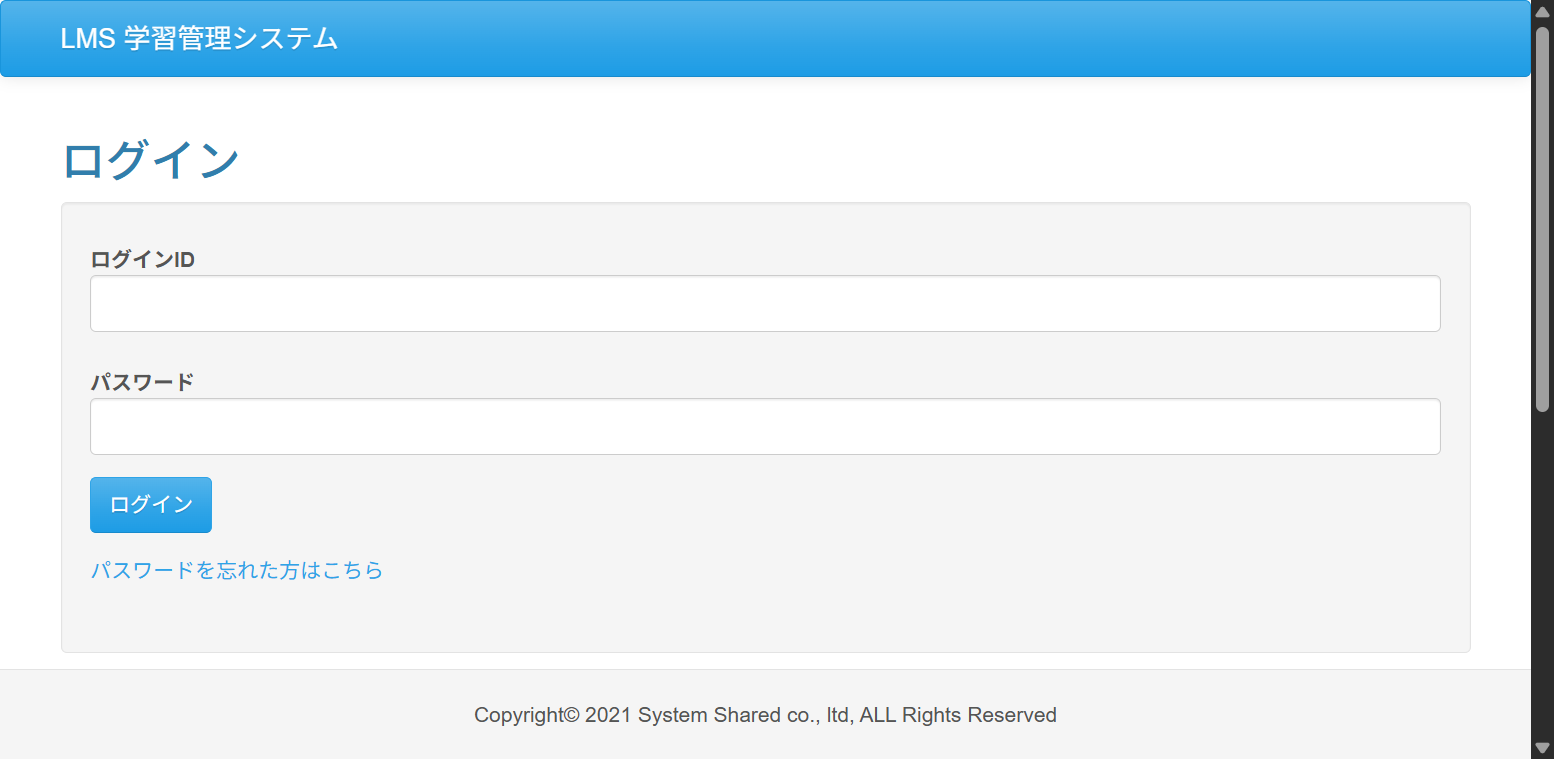 LMS 学習管理システム
ログイン
ログインID
パスワード
ログイン
パスワードを忘れた方はこちら
Copyright© 2021 System Shared co., ltd, ALL Rights Reserved